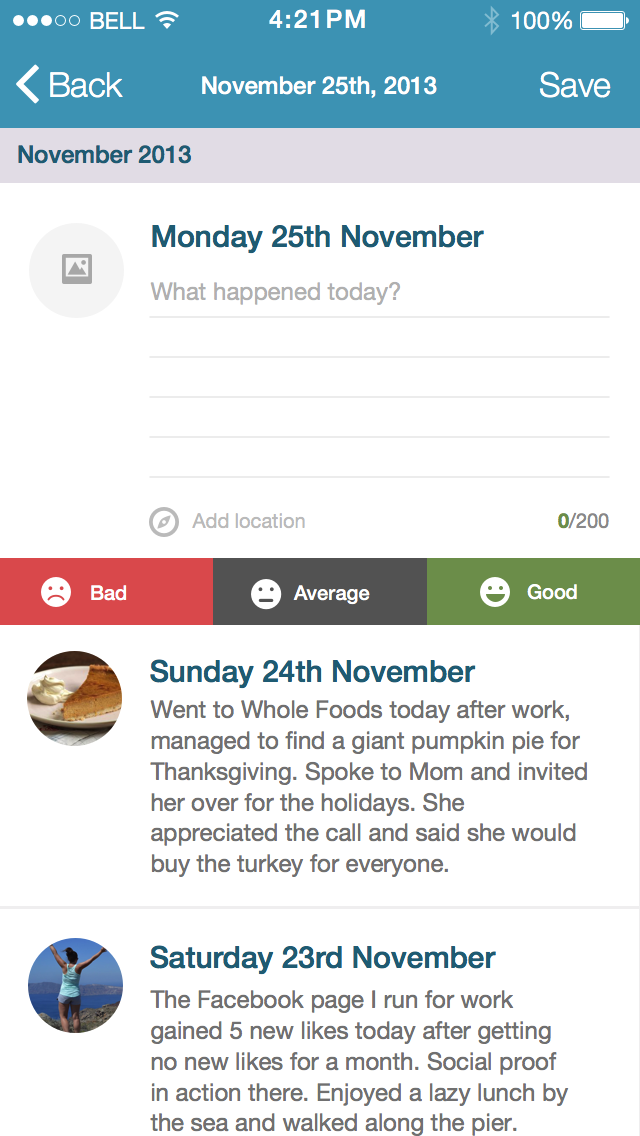 BELL 4:21PM 100%
Back November 25th, 2013 Save
November 2013
Monday 25th November
What happened today?
Add location 0/200
Bad Average Good
Sunday 24th November
Went to Whole Foods today after work,
managed to find a giant pumpkin pie for
Thanksgiving. Spoke to Mom and invited
her over for the holidays. She
appreciated the call and said she would
buy the turkey for everyone.
Saturday 23rd November
The Facebook page I run for work
gained 5 new likes today after getting
no new likes for a month. Social proof
in action there. Enjoyed a lazy lunch by
the sea and walked along the pier.